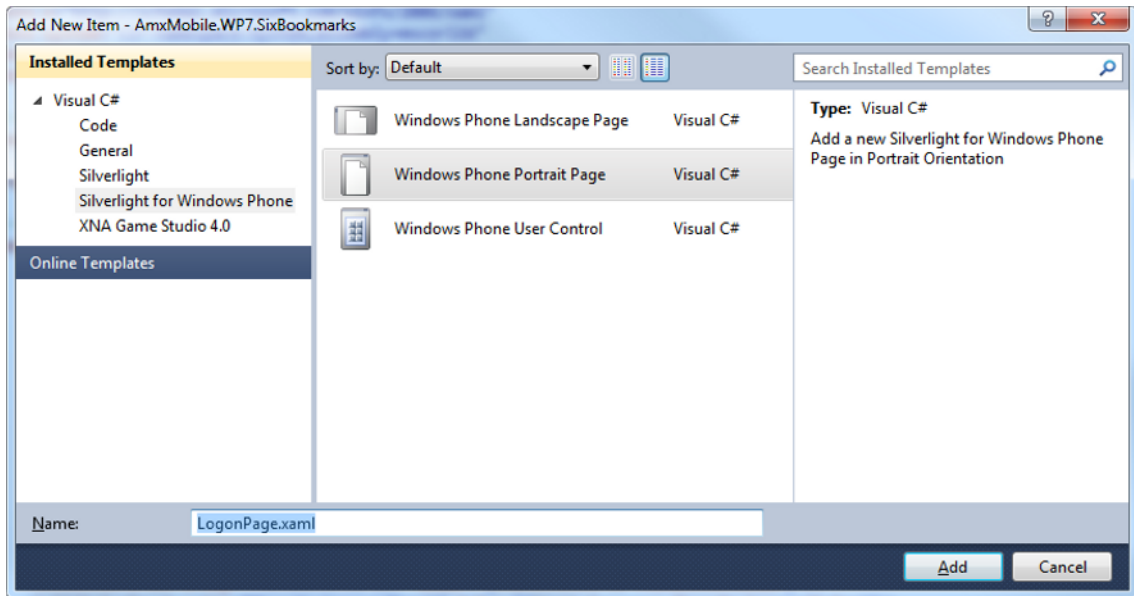 Add New Item - AmxMobile.WP7.SixBookmarks
Installed Templates
Visual C#
Code
General
Silverlight
Silverlight for Windows Phone
XNA Game Studio 4.0
Online Templates
Sort by: Default
Windows Phone Landscape Page Visual C#
Windows Phone Portrait Page Visual C#
Windows Phone User Control Visual C#
Search Installed Templates
Type: Visual C#
Add a new Silverlight for Windows Phone
Page in Portrait Orientation
Name: LogonPage.xaml
Add Cancel